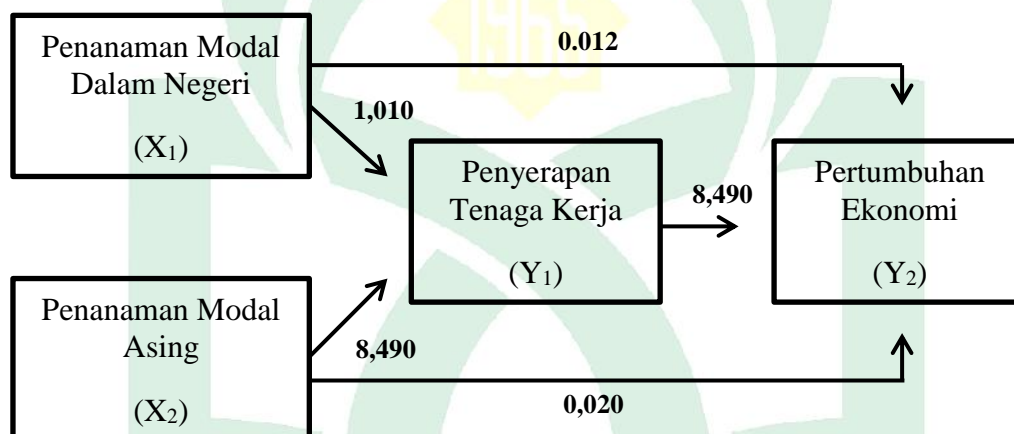 Penanaman Modal
Dalam Negeri
(X₁)
0.012
1,010
Penyerapan
Tenaga Kerja
(Y₁)
8,490
Pertumbuhan
Ekonomi
(Y₂)
Penanaman Modal
Asing
(X₂)
8,490
0,020
1965